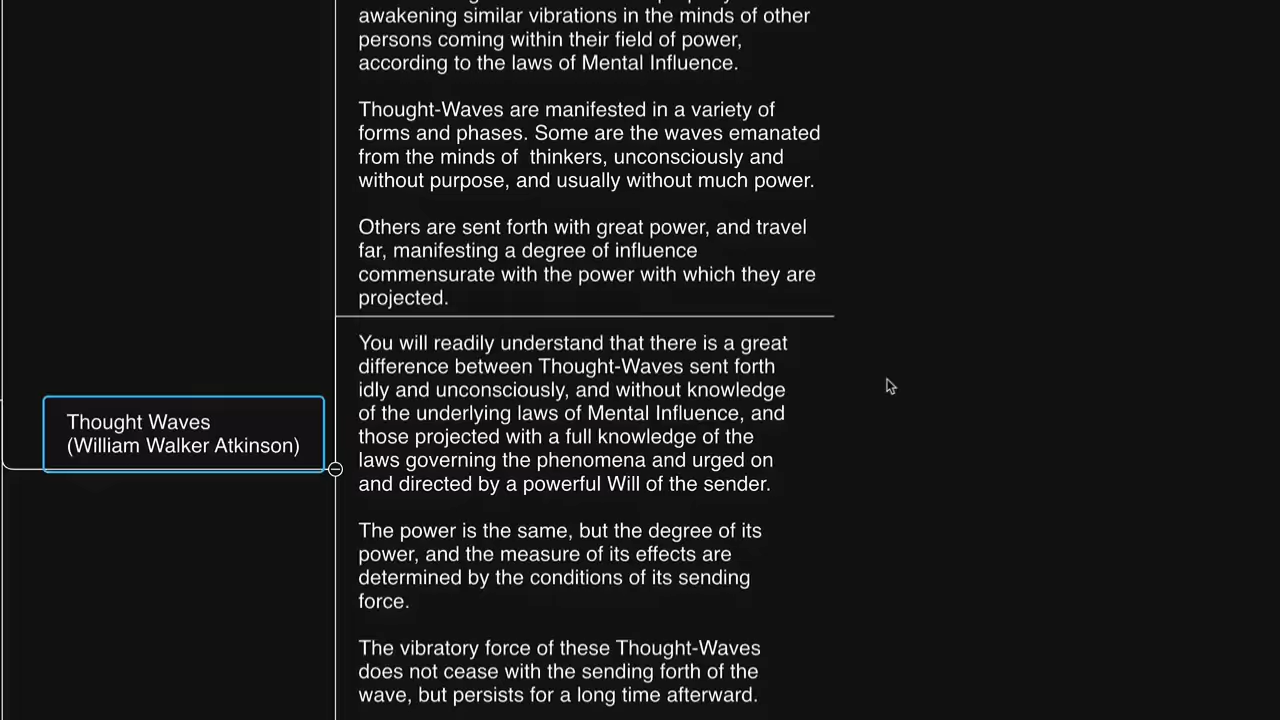 awakening similar vibrations in the minds of other
persons coming within their field of power,
according to the laws of Mental Influence.
Thought-Waves are manifested in a variety of
forms and phases. Some are the waves emanated
from the minds of  thinkers, unconsciously and
without purpose, and usually without much power.
Others are sent forth with great power, and travel
far, manifesting a degree of influence
commensurate with the power with which they are
projected.
Thought Waves
(William Walker Atkinson)
You will readily understand that there is a great
difference between Thought-Waves sent forth
idly and unconsciously, and without knowledge
of the underlying laws of Mental Influence, and
those projected with a full knowledge of the
laws governing the phenomena and urged on
and directed by a powerful Will of the sender.
The power is the same, but the degree of its
power, and the measure of its effects are
determined by the conditions of its sending
force.
The vibratory force of these Thought-Waves
does not cease with the sending forth of the
wave, but persists for a long time afterward.